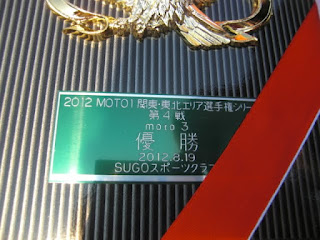 2012 MOTO1 関東・東北エリア選手権シリー
第4戦
moto 3
優 勝
2012.8.19
SUGOスポーツクラブ